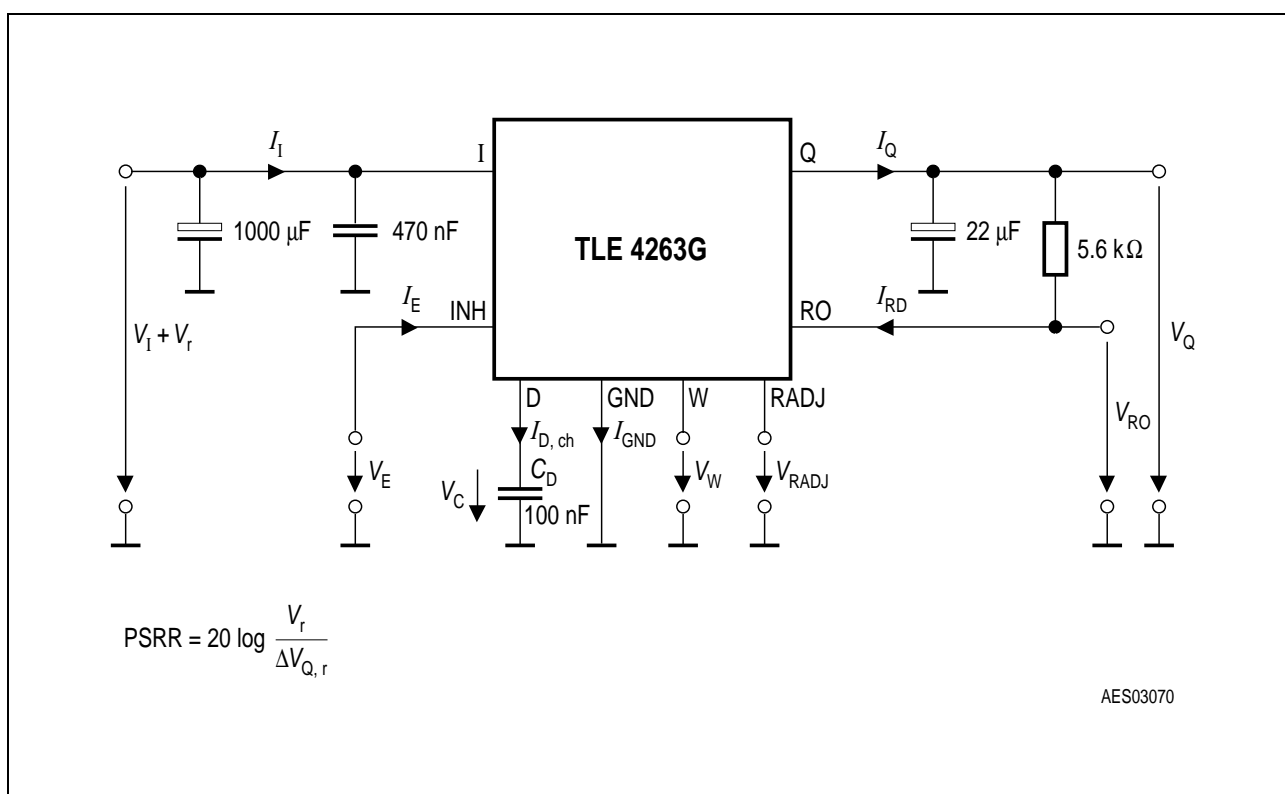 I_I
I
Q
I_Q
1000 µF
470 nF
TLE 4263G
22 µF
5.6 kΩ
I_E
INH
RO
I_RD
V_I + V_r
V_Q
D
GND
W
RADJ
I_D, ch
I_GND
V_RO
V_E
V_C
C_D
V_W
V_RADJ
100 nF
PSRR = 20 log V_r / ΔV_Q, r
AES03070